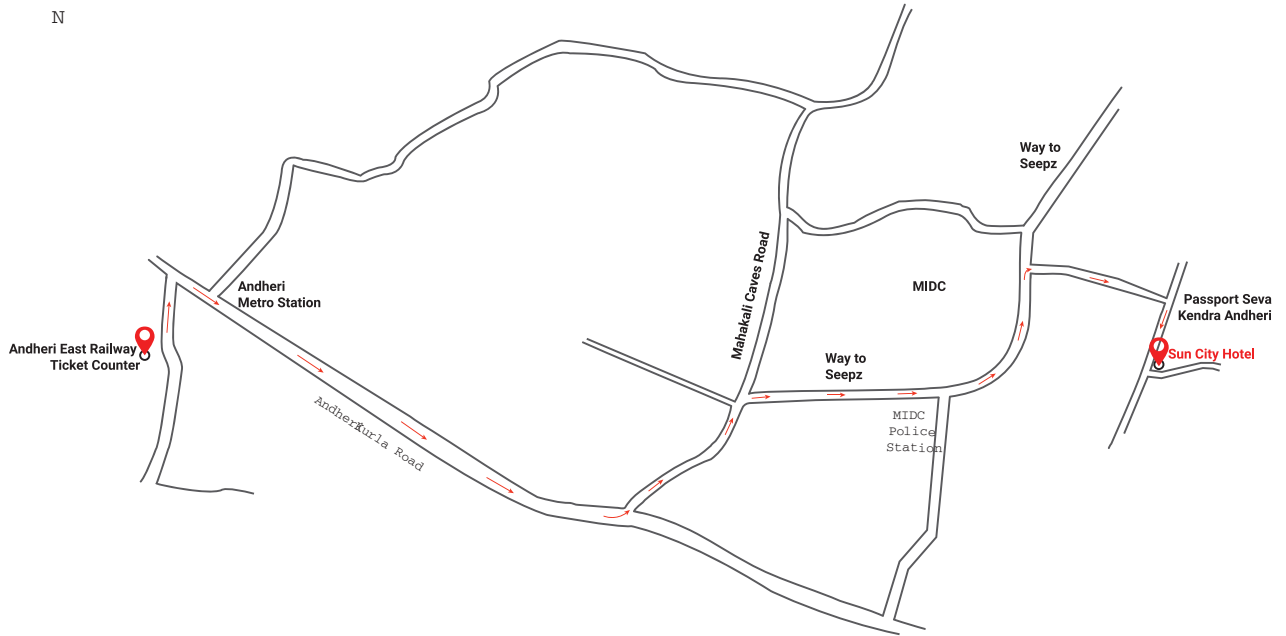 N
Way to
Seepz
Andheri
Metro Station
Mahakali Caves Road
MIDC
Passport Seva
Kendra Andheri
Andheri East Railway
Ticket Counter
Sun City Hotel
Way to
Seepz
Andheri Kurla Road
MIDC
Police
Station